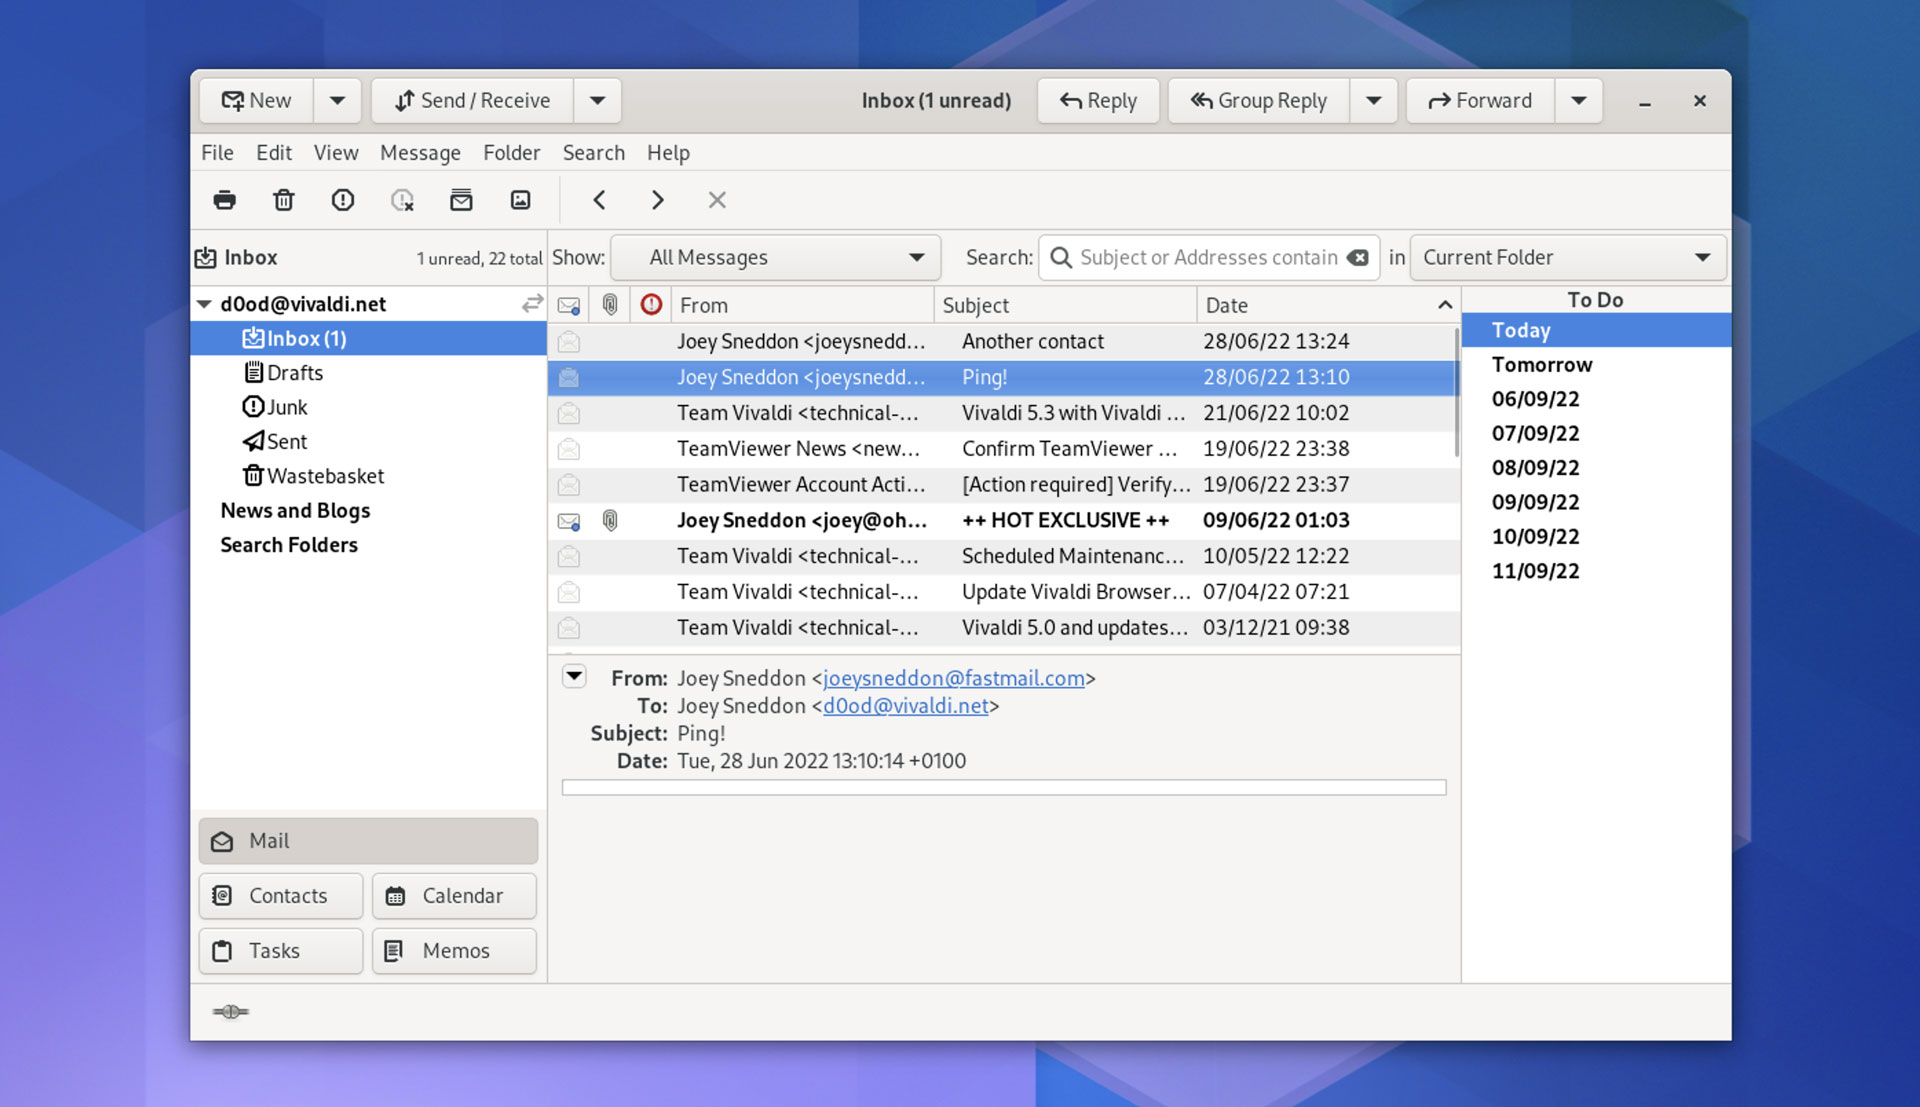 New Send / Receive Inbox (1 unread) Reply Group Reply Forward
File Edit View Message Folder Search Help
Inbox 1 unread, 22 total Show: All Messages Search: Subject or Addresses contain in Current Folder
d0od@vivaldi.net
Inbox (1)
Drafts
Junk
Sent
Wastebasket
News and Blogs
Search Folders
From Subject Date
Joey Sneddon <joeysnedd... Another contact 28/06/22 13:24
Joey Sneddon <joeysnedd... Ping! 28/06/22 13:10
Team Vivaldi <technical-... Vivaldi 5.3 with Vivaldi ... 21/06/22 10:02
TeamViewer News <new... Confirm TeamViewer ... 19/06/22 23:38
TeamViewer Account Acti... [Action required] Verify... 19/06/22 23:37
Joey Sneddon <joey@oh... ++ HOT EXCLUSIVE ++ 09/06/22 01:03
Team Vivaldi <technical-... Scheduled Maintenanc... 10/05/22 12:22
Team Vivaldi <technical-... Update Vivaldi Browser... 07/04/22 07:21
Team Vivaldi <technical-... Vivaldi 5.0 and updates... 03/12/21 09:38
From: Joey Sneddon <joeysneddon@fastmail.com>
To: Joey Sneddon <d0od@vivaldi.net>
Subject: Ping!
Date: Tue, 28 Jun 2022 13:10:14 +0100
To Do
Today
Tomorrow
06/09/22
07/09/22
08/09/22
09/09/22
10/09/22
11/09/22
Mail
Contacts Calendar
Tasks Memos